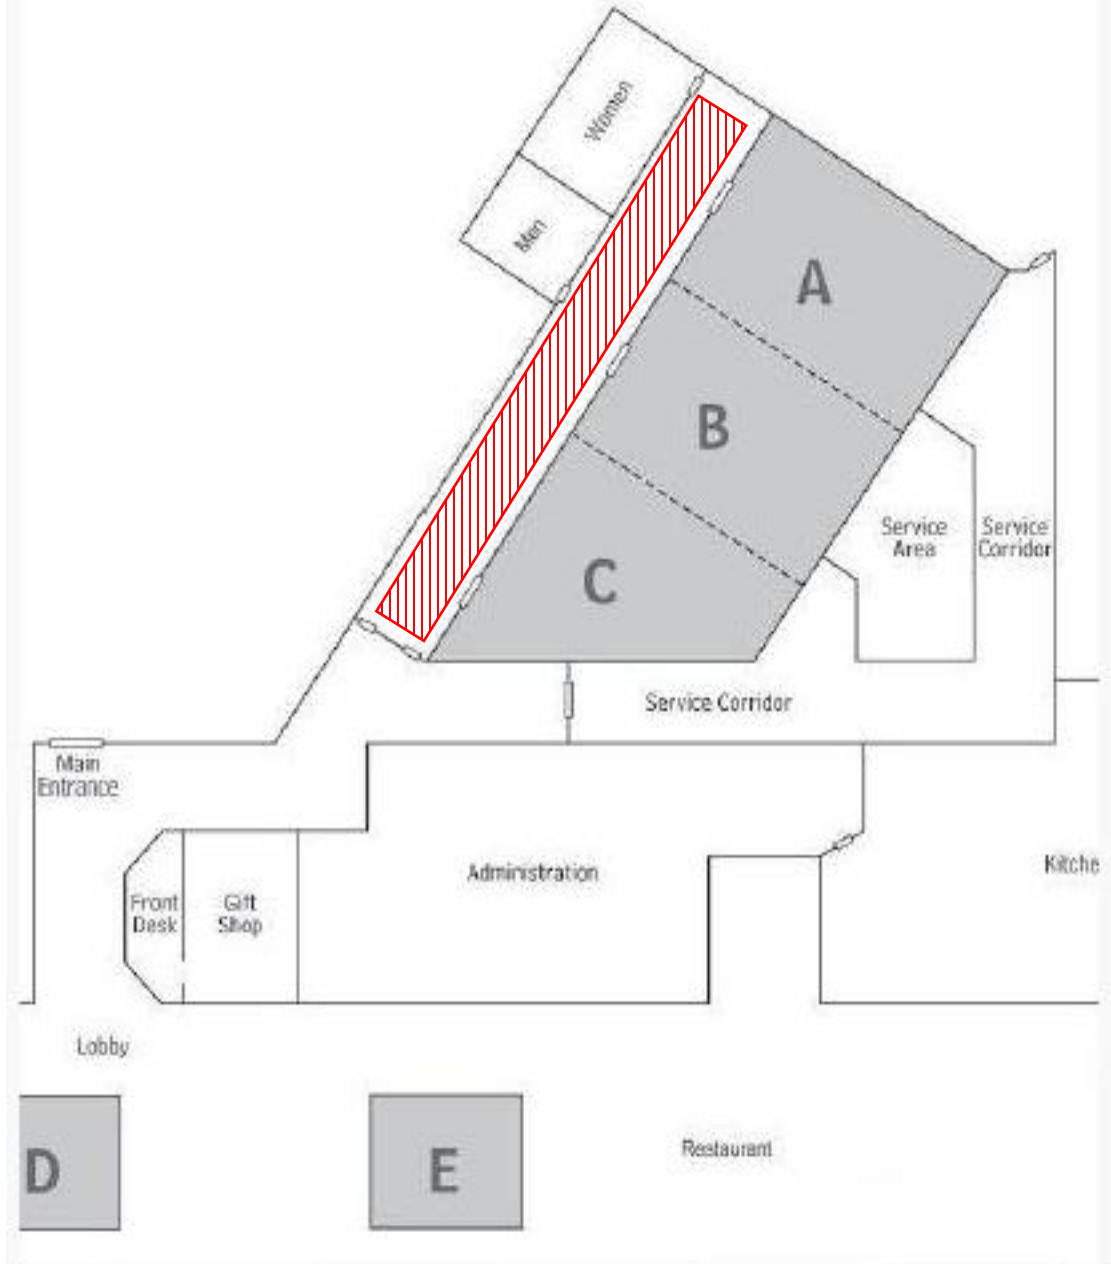 Women
Men
A
B
C
Service
Area
Service
Corridor
Service Corridor
Main
Entrance
Front
Desk
Gift
Shop
Administration
Kitche
Lobby
D
E
Restaurant